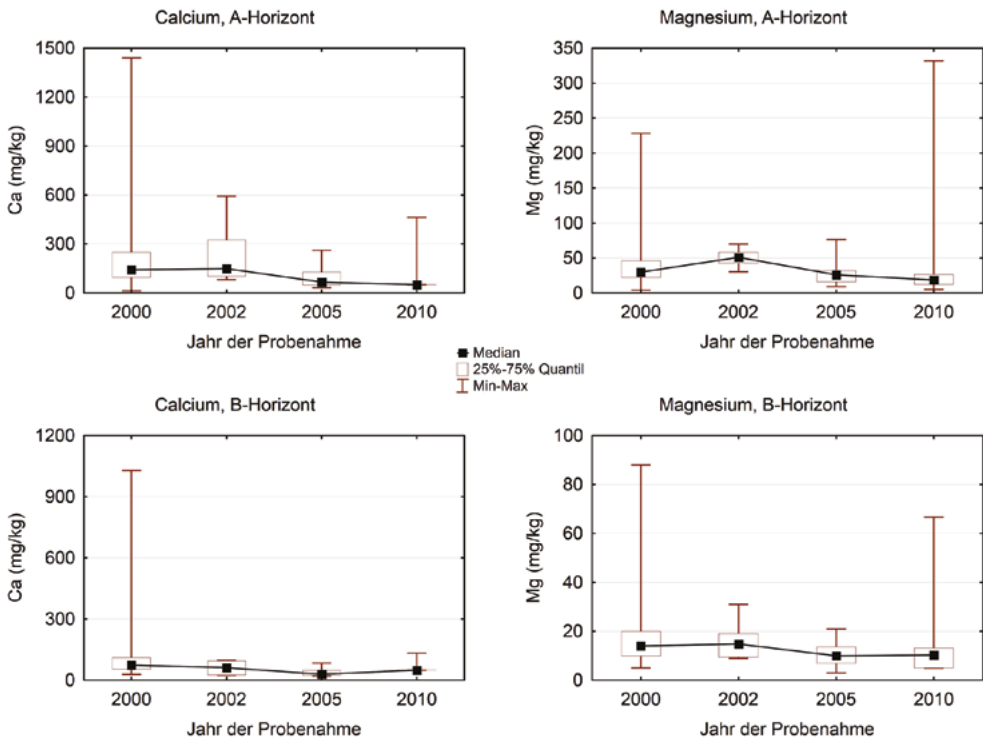 Calcium, A-Horizont
1500
1200
900
600
300
0
Ca (mg/kg)
2000 2002 2005 2010
Jahr der Probenahme
Magnesium, A-Horizont
350
300
250
200
150
100
50
0
Mg (mg/kg)
2000 2002 2005 2010
Jahr der Probenahme
Median
25%-75% Quantil
Min-Max
Calcium, B-Horizont
1200
900
600
300
0
Ca (mg/kg)
2000 2002 2005 2010
Jahr der Probenahme
Magnesium, B-Horizont
100
80
60
40
20
0
Mg (mg/kg)
2000 2002 2005 2010
Jahr der Probenahme